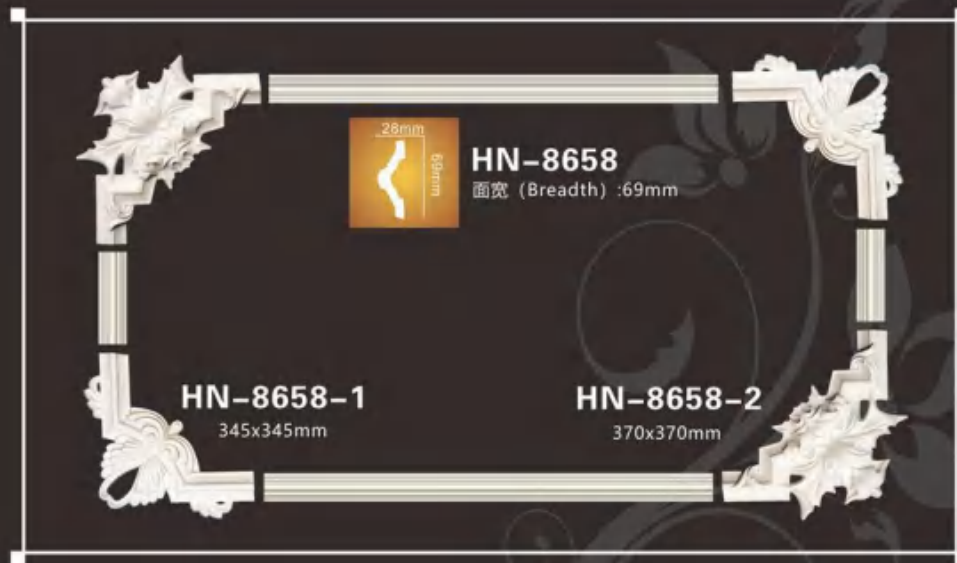 28mm
69mm
HN-8658
面宽 (Breadth) :69mm
HN-8658-1
345x345mm
HN-8658-2
370x370mm